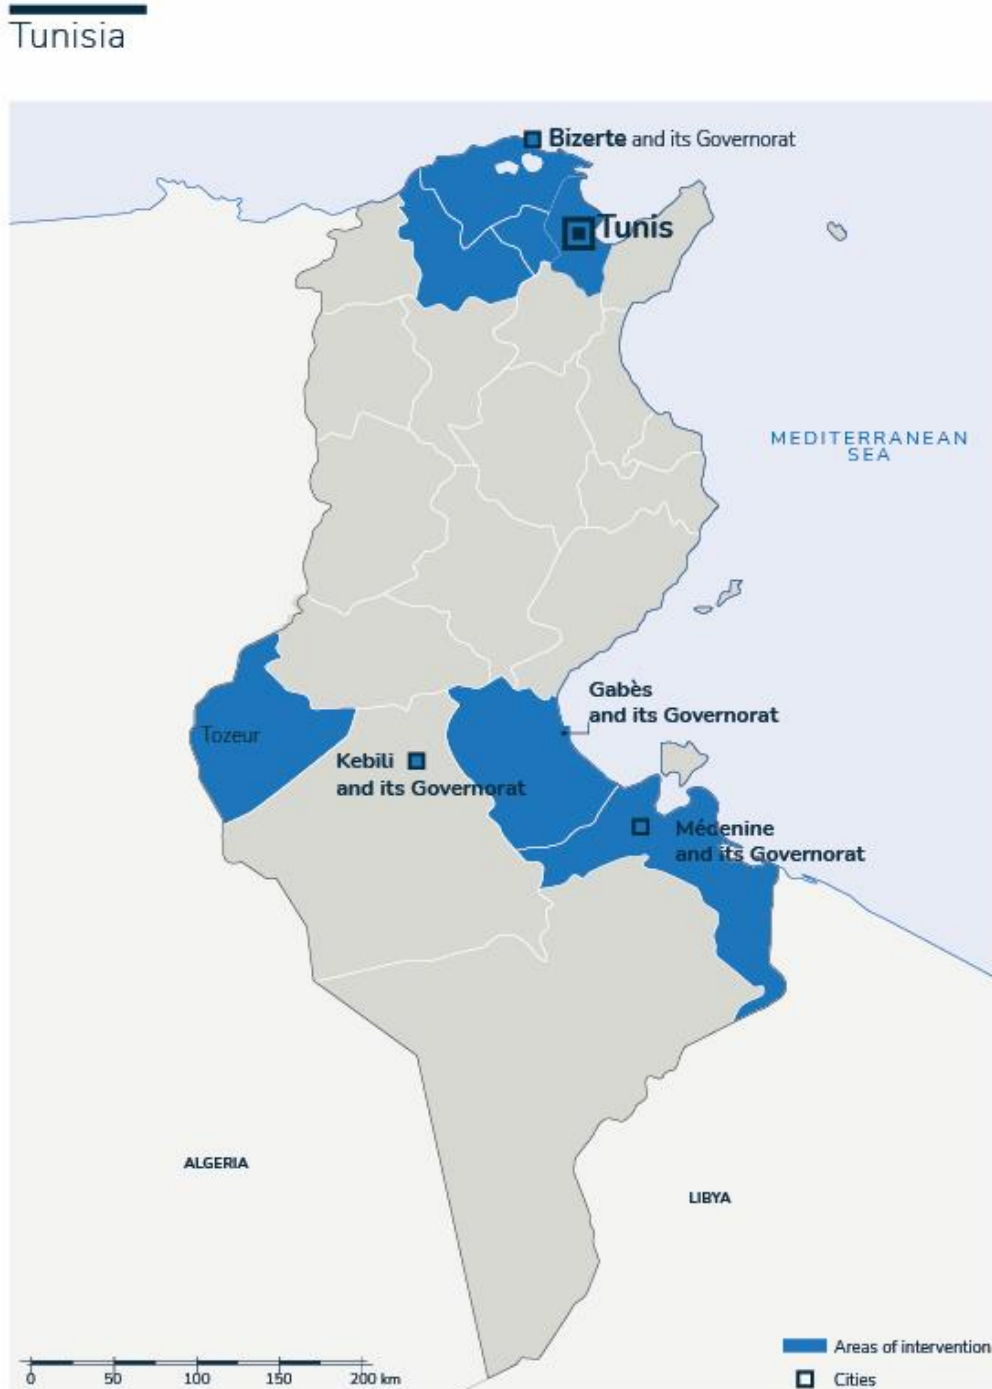 Tunisia
Bizerte and its Governorat
Tunis
MEDITERRANEAN
SEA
Gabès
and its Governorat
Tozeur
Kebili
and its Governorat
Médenine
and its Governorat
ALGERIA
LIBYA
Areas of intervention
0 50 100 150 200 km
Cities